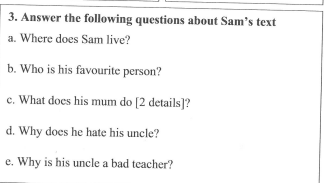 3. Answer the following questions about Sam's text
a. Where does Sam live?
b. Who is his favourite person?
c. What does his mum do [2 details]?
d. Why does he hate his uncle?
e. Why is his uncle a bad teacher?